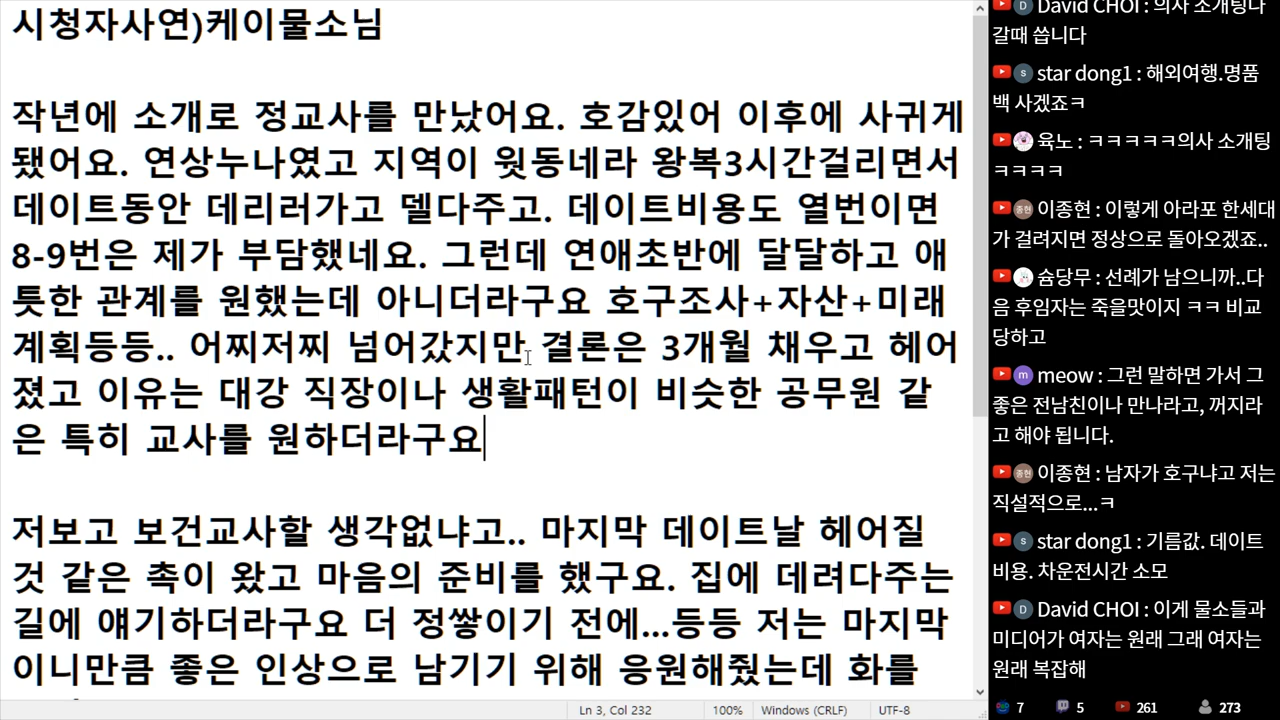 시청자사연)케이물소님
작년에 소개로 정교사를 만났어요. 호감있어 이후에 사귀게
됐어요. 연상누나였고 지역이 윗동네라 왕복3시간걸리면서
데이트동안 데리러가고 델다주고. 데이트비용도 열번이면
8-9번은 제가 부담했네요. 그런데 연애초반에 달달하고 애
틋한 관계를 원했는데 아니더라구요 호구조사+자산+미래
계획등등.. 어찌저찌 넘어갔지만 결론은 3개월 채우고 헤어
졌고 이유는 대강 직장이나 생활패턴이 비슷한 공무원 같
은 특히 교사를 원하더라구요
저보고 보건교사할 생각없냐고.. 마지막 데이트날 헤어질
것 같은 촉이 왔고 마음의 준비를 했구요. 집에 데려다주는
길에 얘기하더라구요 더 정쌓이기 전에...등등 저는 마지막
이니만큼 좋은 인상으로 남기기 위해 응원해줬는데 화를
Ln 3, Col 232
100%
Windows (CRLF)
UTF-8
D David CHOI : 의사 소개팅나
갈때 씁니다
s star dong1 : 해외여행.명품
백 사겠죠ㅋ
육노 : ㅋㅋㅋㅋㅋ의사 소개팅
ㅋㅋㅋㅋ
종현 이종현 : 이렇게 아라포 한세대
가 걸려지면 정상으로 돌아오겠죠..
슘당무 : 선례가 남으니까..다
음 후임자는 죽을맛이지 ㅋㅋ 비교
당하고
m meow : 그런 말하면 가서 그
좋은 전남친이나 만나라고, 꺼지라
고 해야 됩니다.
종현 이종현 : 남자가 호구냐고 저는
직설적으로...ㅋ
s star dong1 : 기름값. 데이트
비용. 차운전시간 소모
D David CHOI : 이게 물소들과
미디어가 여자는 원래 그래 여자는
원래 복잡해
7 5 261 273